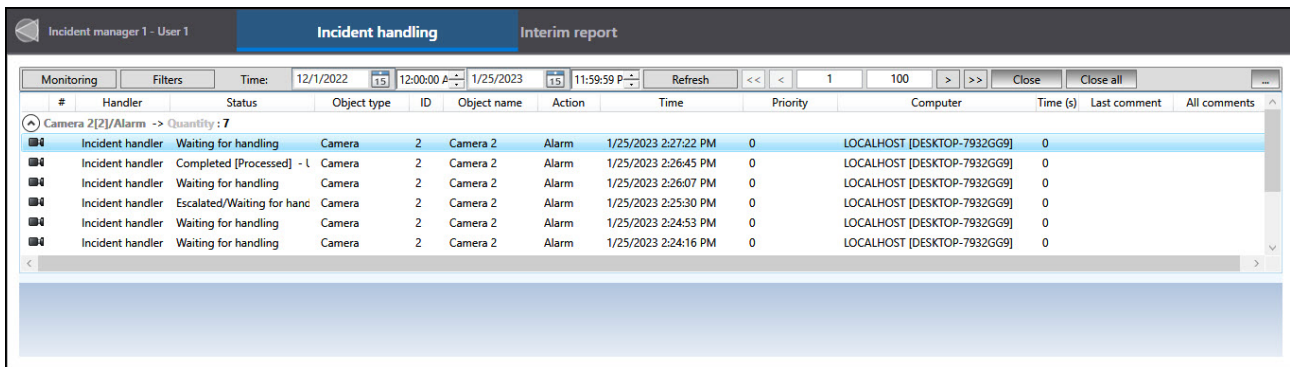 Incident manager 1 - User 1 Incident handling Interim report
Monitoring Filters Time: 12/1/2022 15 12:00:00 A 1/25/2023 15 11:59:59 P Refresh << < 1 100 > >> Close Close all ...
# Handler Status Object type ID Object name Action Time Priority Computer Time (s) Last comment All comments
Camera 2[2]/Alarm -> Quantity : 7
Incident handler Waiting for handling Camera 2 Camera 2 Alarm 1/25/2023 2:27:22 PM 0 LOCALHOST [DESKTOP-7932GG9] 0
Incident handler Completed [Processed] - U Camera 2 Camera 2 Alarm 1/25/2023 2:26:45 PM 0 LOCALHOST [DESKTOP-7932GG9] 0
Incident handler Waiting for handling Camera 2 Camera 2 Alarm 1/25/2023 2:26:07 PM 0 LOCALHOST [DESKTOP-7932GG9] 0
Incident handler Escalated/Waiting for hand Camera 2 Camera 2 Alarm 1/25/2023 2:25:30 PM 0 LOCALHOST [DESKTOP-7932GG9] 0
Incident handler Waiting for handling Camera 2 Camera 2 Alarm 1/25/2023 2:24:53 PM 0 LOCALHOST [DESKTOP-7932GG9] 0
Incident handler Waiting for handling Camera 2 Camera 2 Alarm 1/25/2023 2:24:16 PM 0 LOCALHOST [DESKTOP-7932GG9] 0